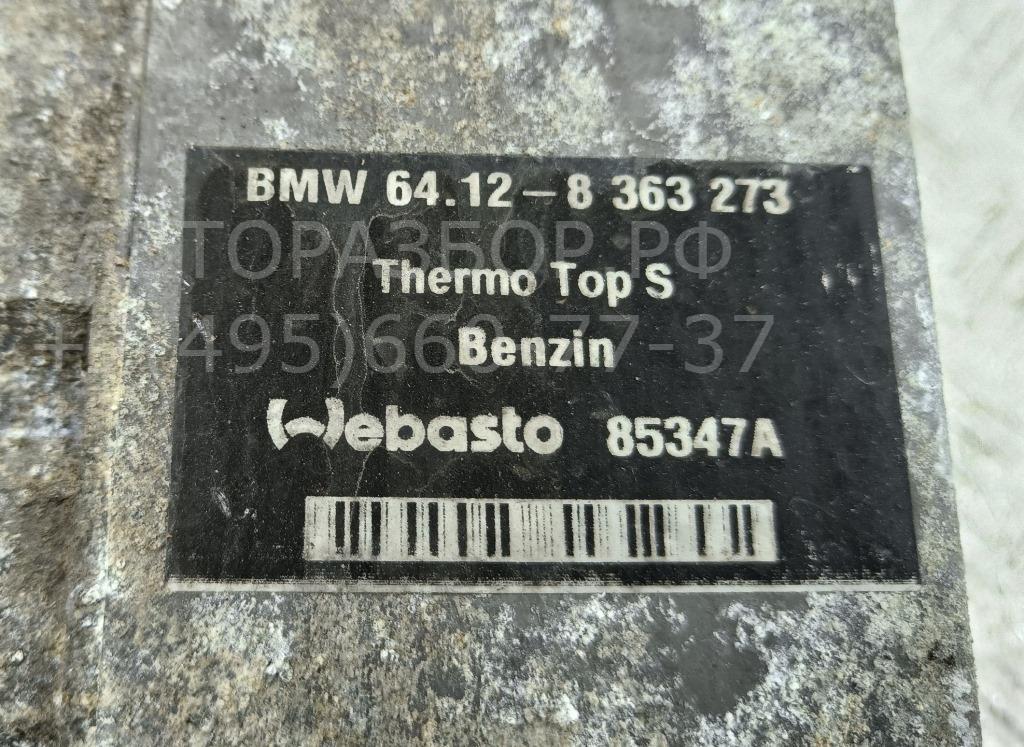 BMW 64.12-8 363 273
ТОРАЗБОР.РФ
Thermo Top S
Benzin
Webasto 85347A